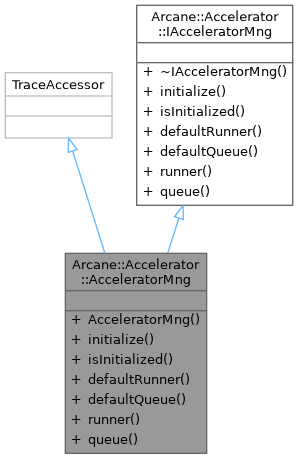 Arcane::Accelerator
::IAcceleratorMng
+ ~IAcceleratorMng()
+ initialize()
+ isInitialized()
+ defaultRunner()
+ defaultQueue()
+ runner()
+ queue()
TraceAccessor
Arcane::Accelerator
::AcceleratorMng
+ AcceleratorMng()
+ initialize()
+ isInitialized()
+ defaultRunner()
+ defaultQueue()
+ runner()
+ queue()